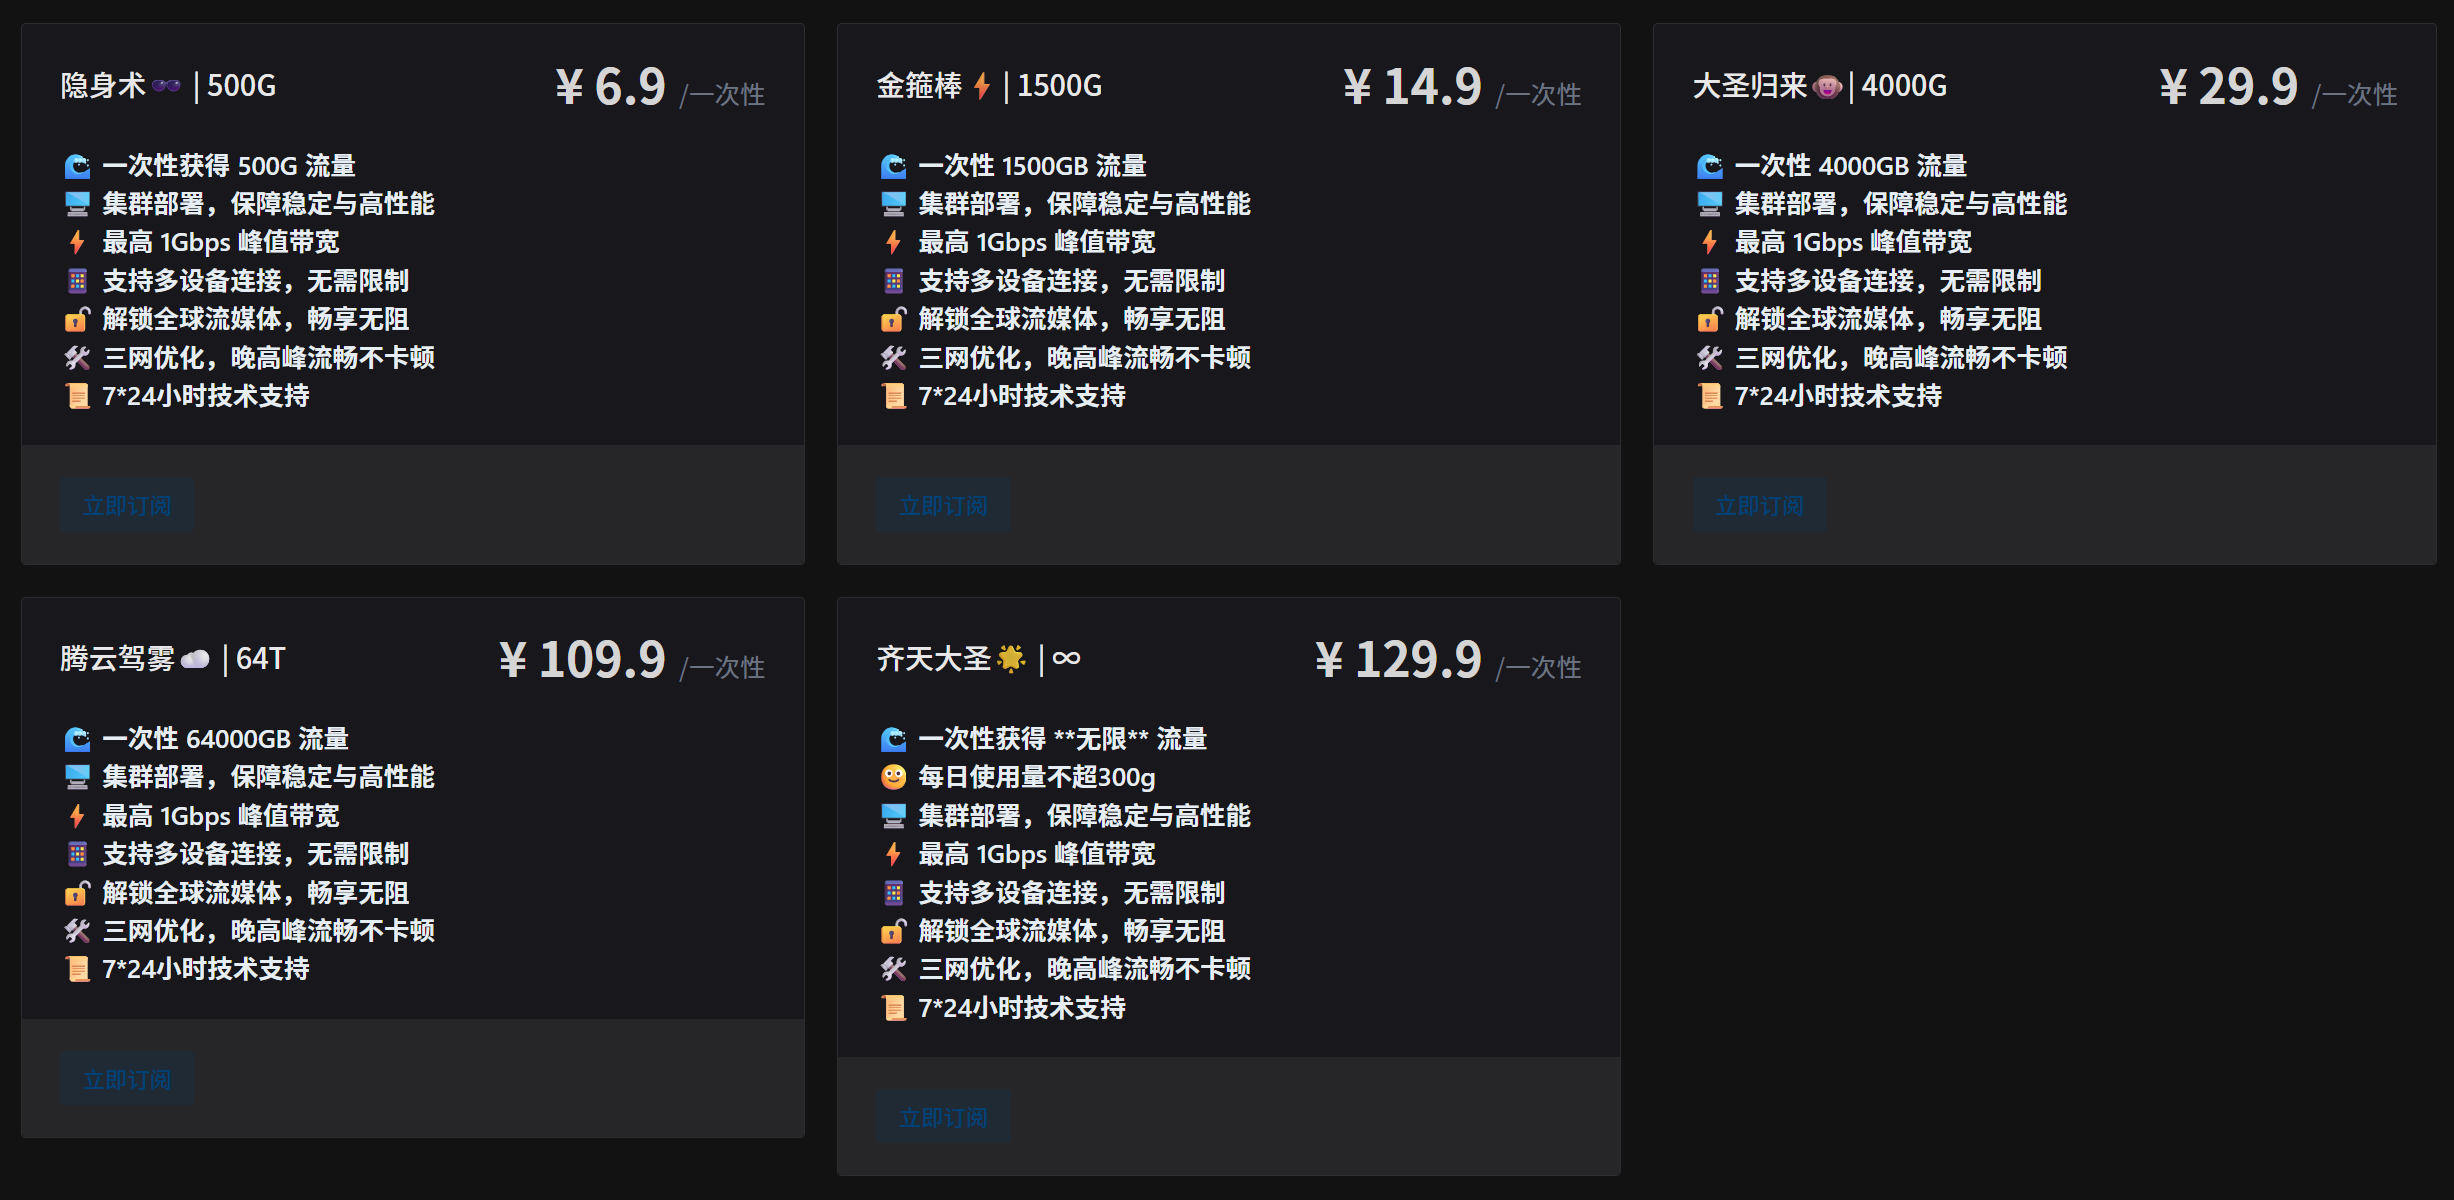 隐身术🕶️ | 500G
¥ 6.9 /一次性
🌊 一次性获得 500G 流量
🖥️ 集群部署，保障稳定与高性能
⚡ 最高 1Gbps 峰值带宽
📱 支持多设备连接，无需限制
🔓 解锁全球流媒体，畅享无阻
🛠️ 三网优化，晚高峰流畅不卡顿
📜 7*24小时技术支持
立即订阅
金箍棒⚡ | 1500G
¥ 14.9 /一次性
🌊 一次性 1500GB 流量
🖥️ 集群部署，保障稳定与高性能
⚡ 最高 1Gbps 峰值带宽
📱 支持多设备连接，无需限制
🔓 解锁全球流媒体，畅享无阻
🛠️ 三网优化，晚高峰流畅不卡顿
📜 7*24小时技术支持
立即订阅
大圣归来🐵| 4000G
¥ 29.9 /一次性
🌊 一次性 4000GB 流量
🖥️ 集群部署，保障稳定与高性能
⚡ 最高 1Gbps 峰值带宽
📱 支持多设备连接，无需限制
🔓 解锁全球流媒体，畅享无阻
🛠️ 三网优化，晚高峰流畅不卡顿
📜 7*24小时技术支持
立即订阅
腾云驾雾☁️ | 64T
¥ 109.9 /一次性
🌊 一次性 64000GB 流量
🖥️ 集群部署，保障稳定与高性能
⚡ 最高 1Gbps 峰值带宽
📱 支持多设备连接，无需限制
🔓 解锁全球流媒体，畅享无阻
🛠️ 三网优化，晚高峰流畅不卡顿
📜 7*24小时技术支持
立即订阅
齐天大圣🌟 | ∞
¥ 129.9 /一次性
🌊 一次性获得 **无限** 流量
🙂 每日使用量不超300g
🖥️ 集群部署，保障稳定与高性能
⚡ 最高 1Gbps 峰值带宽
📱 支持多设备连接，无需限制
🔓 解锁全球流媒体，畅享无阻
🛠️ 三网优化，晚高峰流畅不卡顿
📜 7*24小时技术支持
立即订阅